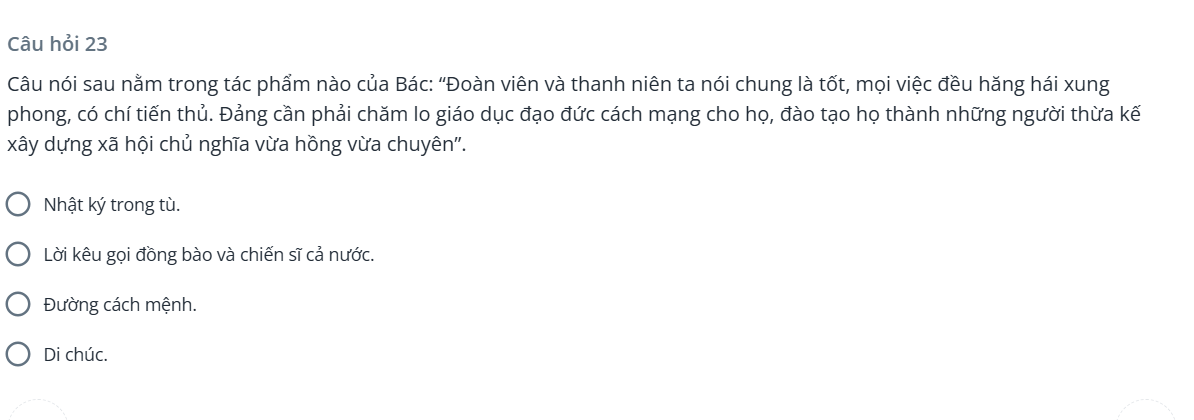 Câu hỏi 23
Câu nói sau nằm trong tác phẩm nào của Bác: “Đoàn viên và thanh niên ta nói chung là tốt, mọi việc đều hăng hái xung
phong, có chí tiến thủ. Đảng cần phải chăm lo giáo dục đạo đức cách mạng cho họ, đào tạo họ thành những người thừa kế
xây dựng xã hội chủ nghĩa vừa hồng vừa chuyên”.
Nhật ký trong tù.
Lời kêu gọi đồng bào và chiến sĩ cả nước.
Đường cách mệnh.
Di chúc.